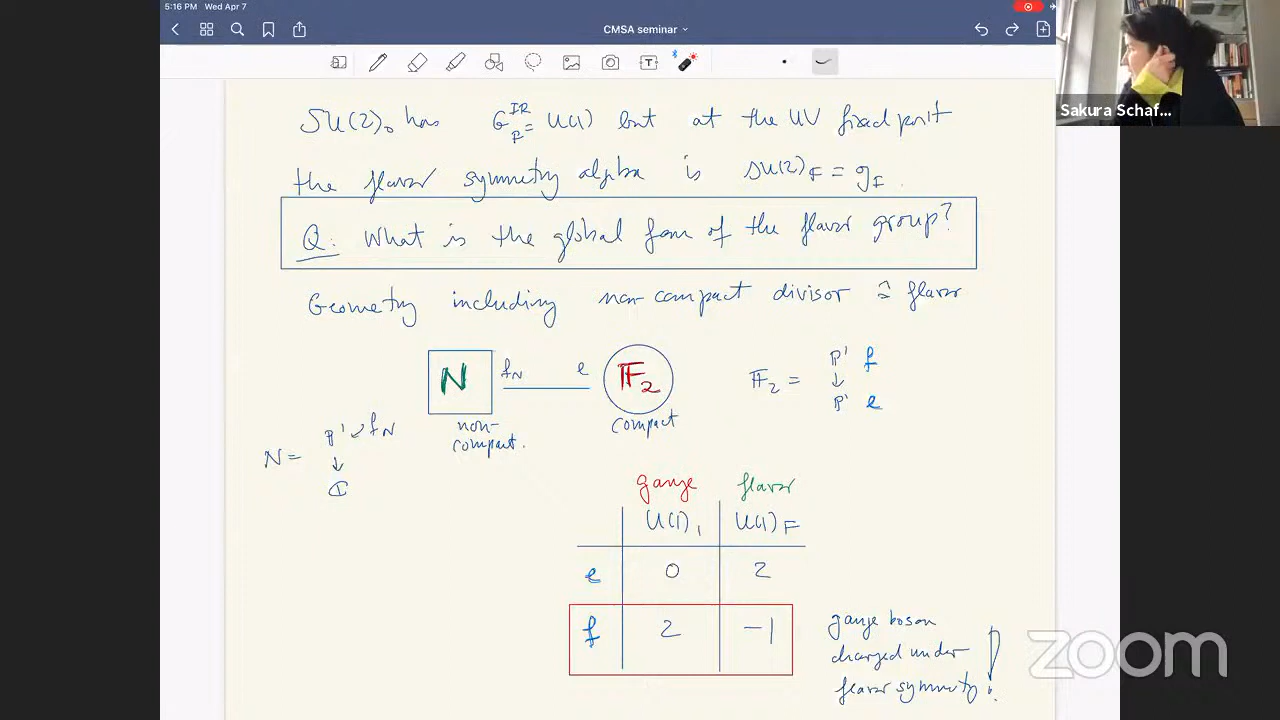 5:16 PM Wed Apr 7
CMSA seminar
Sakura Schaf...
SU(2)₀ has G_F^{IR} = U(1) but at the UV fixed point
the flavor symmetry algbra is su(2)_F = g_F.
Q: What is the global form of the flavor group?
Geometry including non-compact divisor ≙ flavor
N f_N e 𝔽₂
non-
compact.
compact
𝔽₂ =
ℙ¹ f
↓
ℙ¹ e
N =
ℙ¹ f_N
↓
ℂ
gauge flavor
U(1)₁ U(1)_F
e 0 2
f 2 -1
gauge boson
charged under
flavor symmetry!
zoom